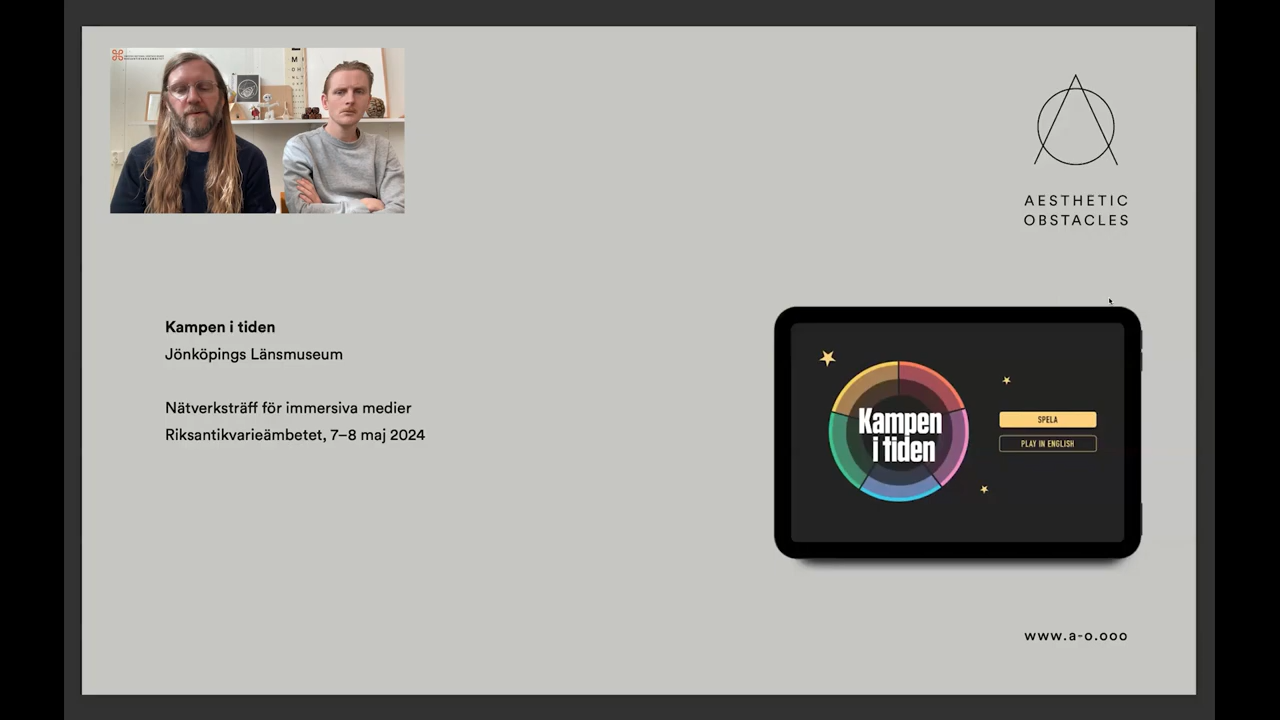 AESTHETIC
OBSTACLES
Kampen i tiden
Jönköpings Länsmuseum
Nätverksträff för immersiva medier
Riksantikvarieämbetet, 7–8 maj 2024
Kampen
i tiden
SPELA
PLAY IN ENGLISH
www.a-o.ooo